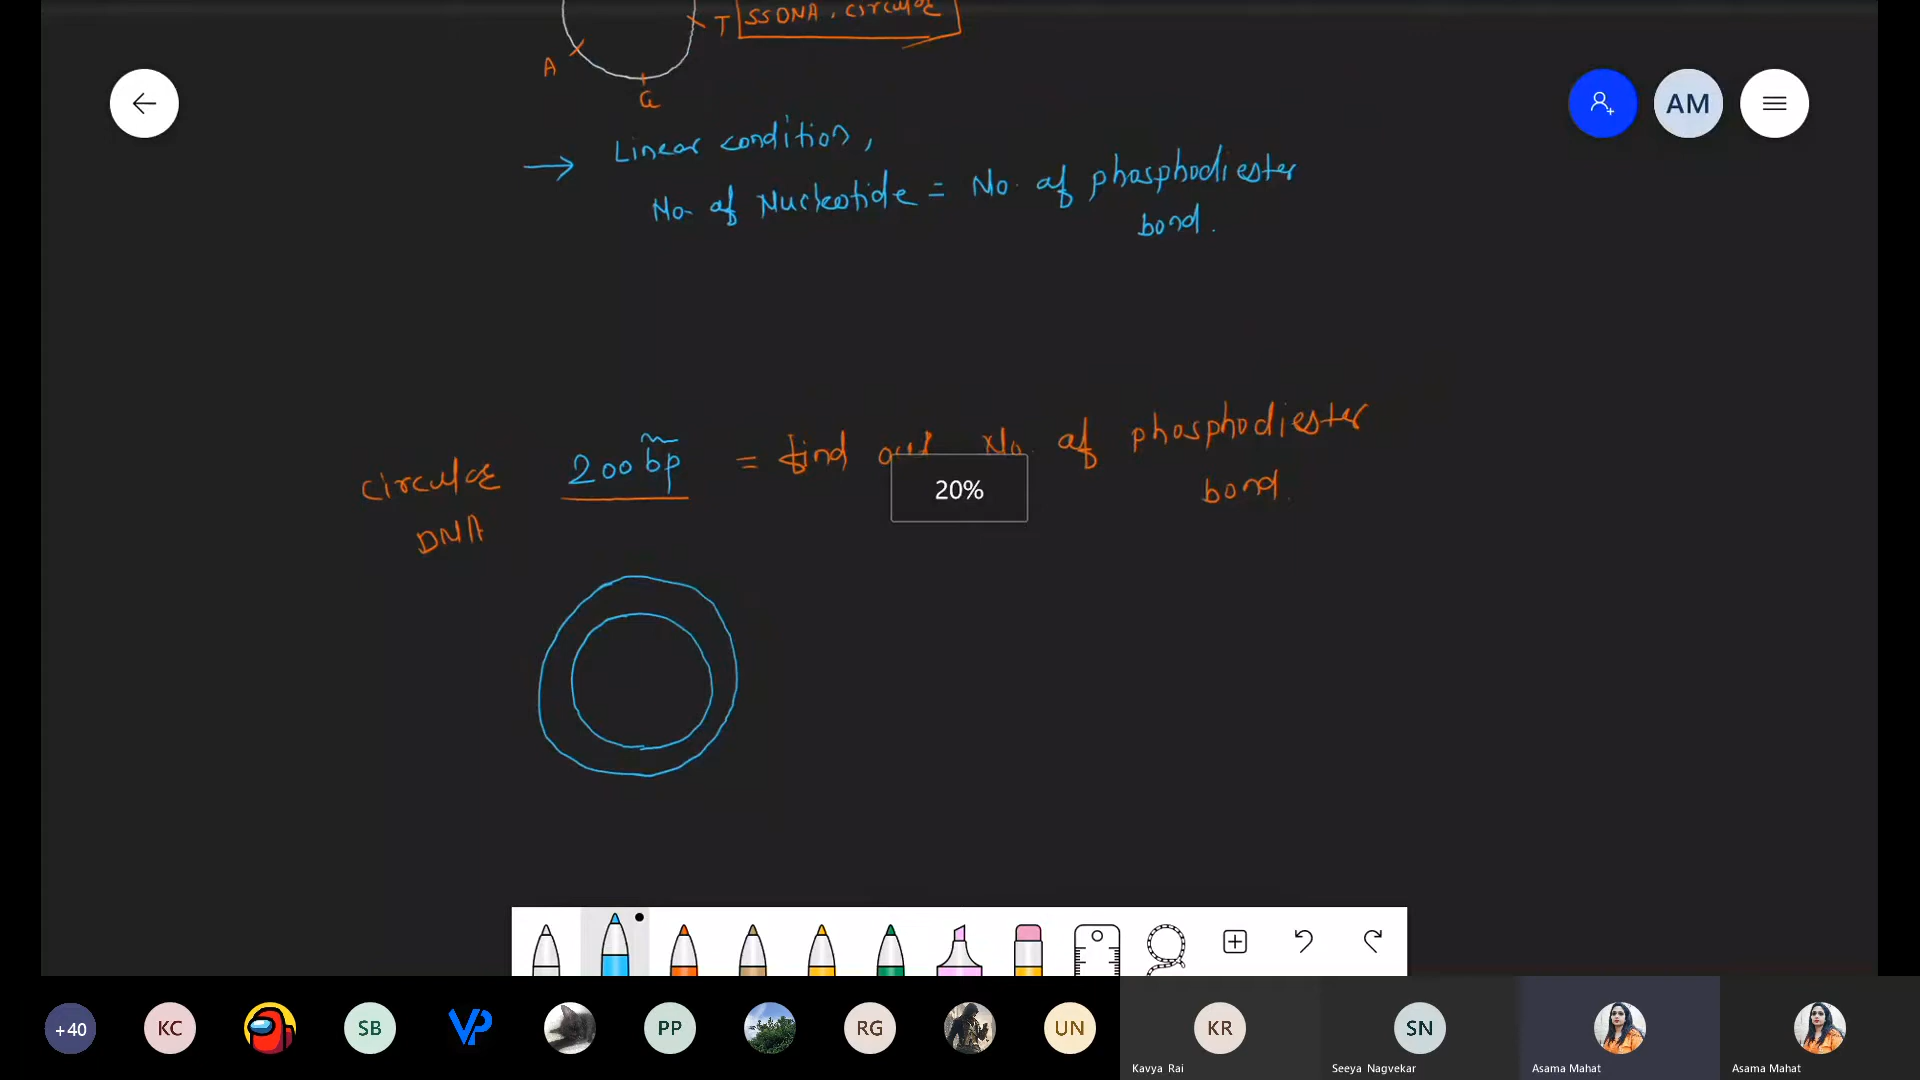 A
T
SSDNA, circular
G
→ Linear condition,
No. of Nucleotide = No. of phosphodiester
bond.
AM
circular
DNA
200 bp = find out No. of phosphodiester
bond.
20%
+40
KC
SB
VP
PP
RG
UN
KR
SN
Kavya Rai
Seeya Nagvekar
Asama Mahat
Asama Mahat